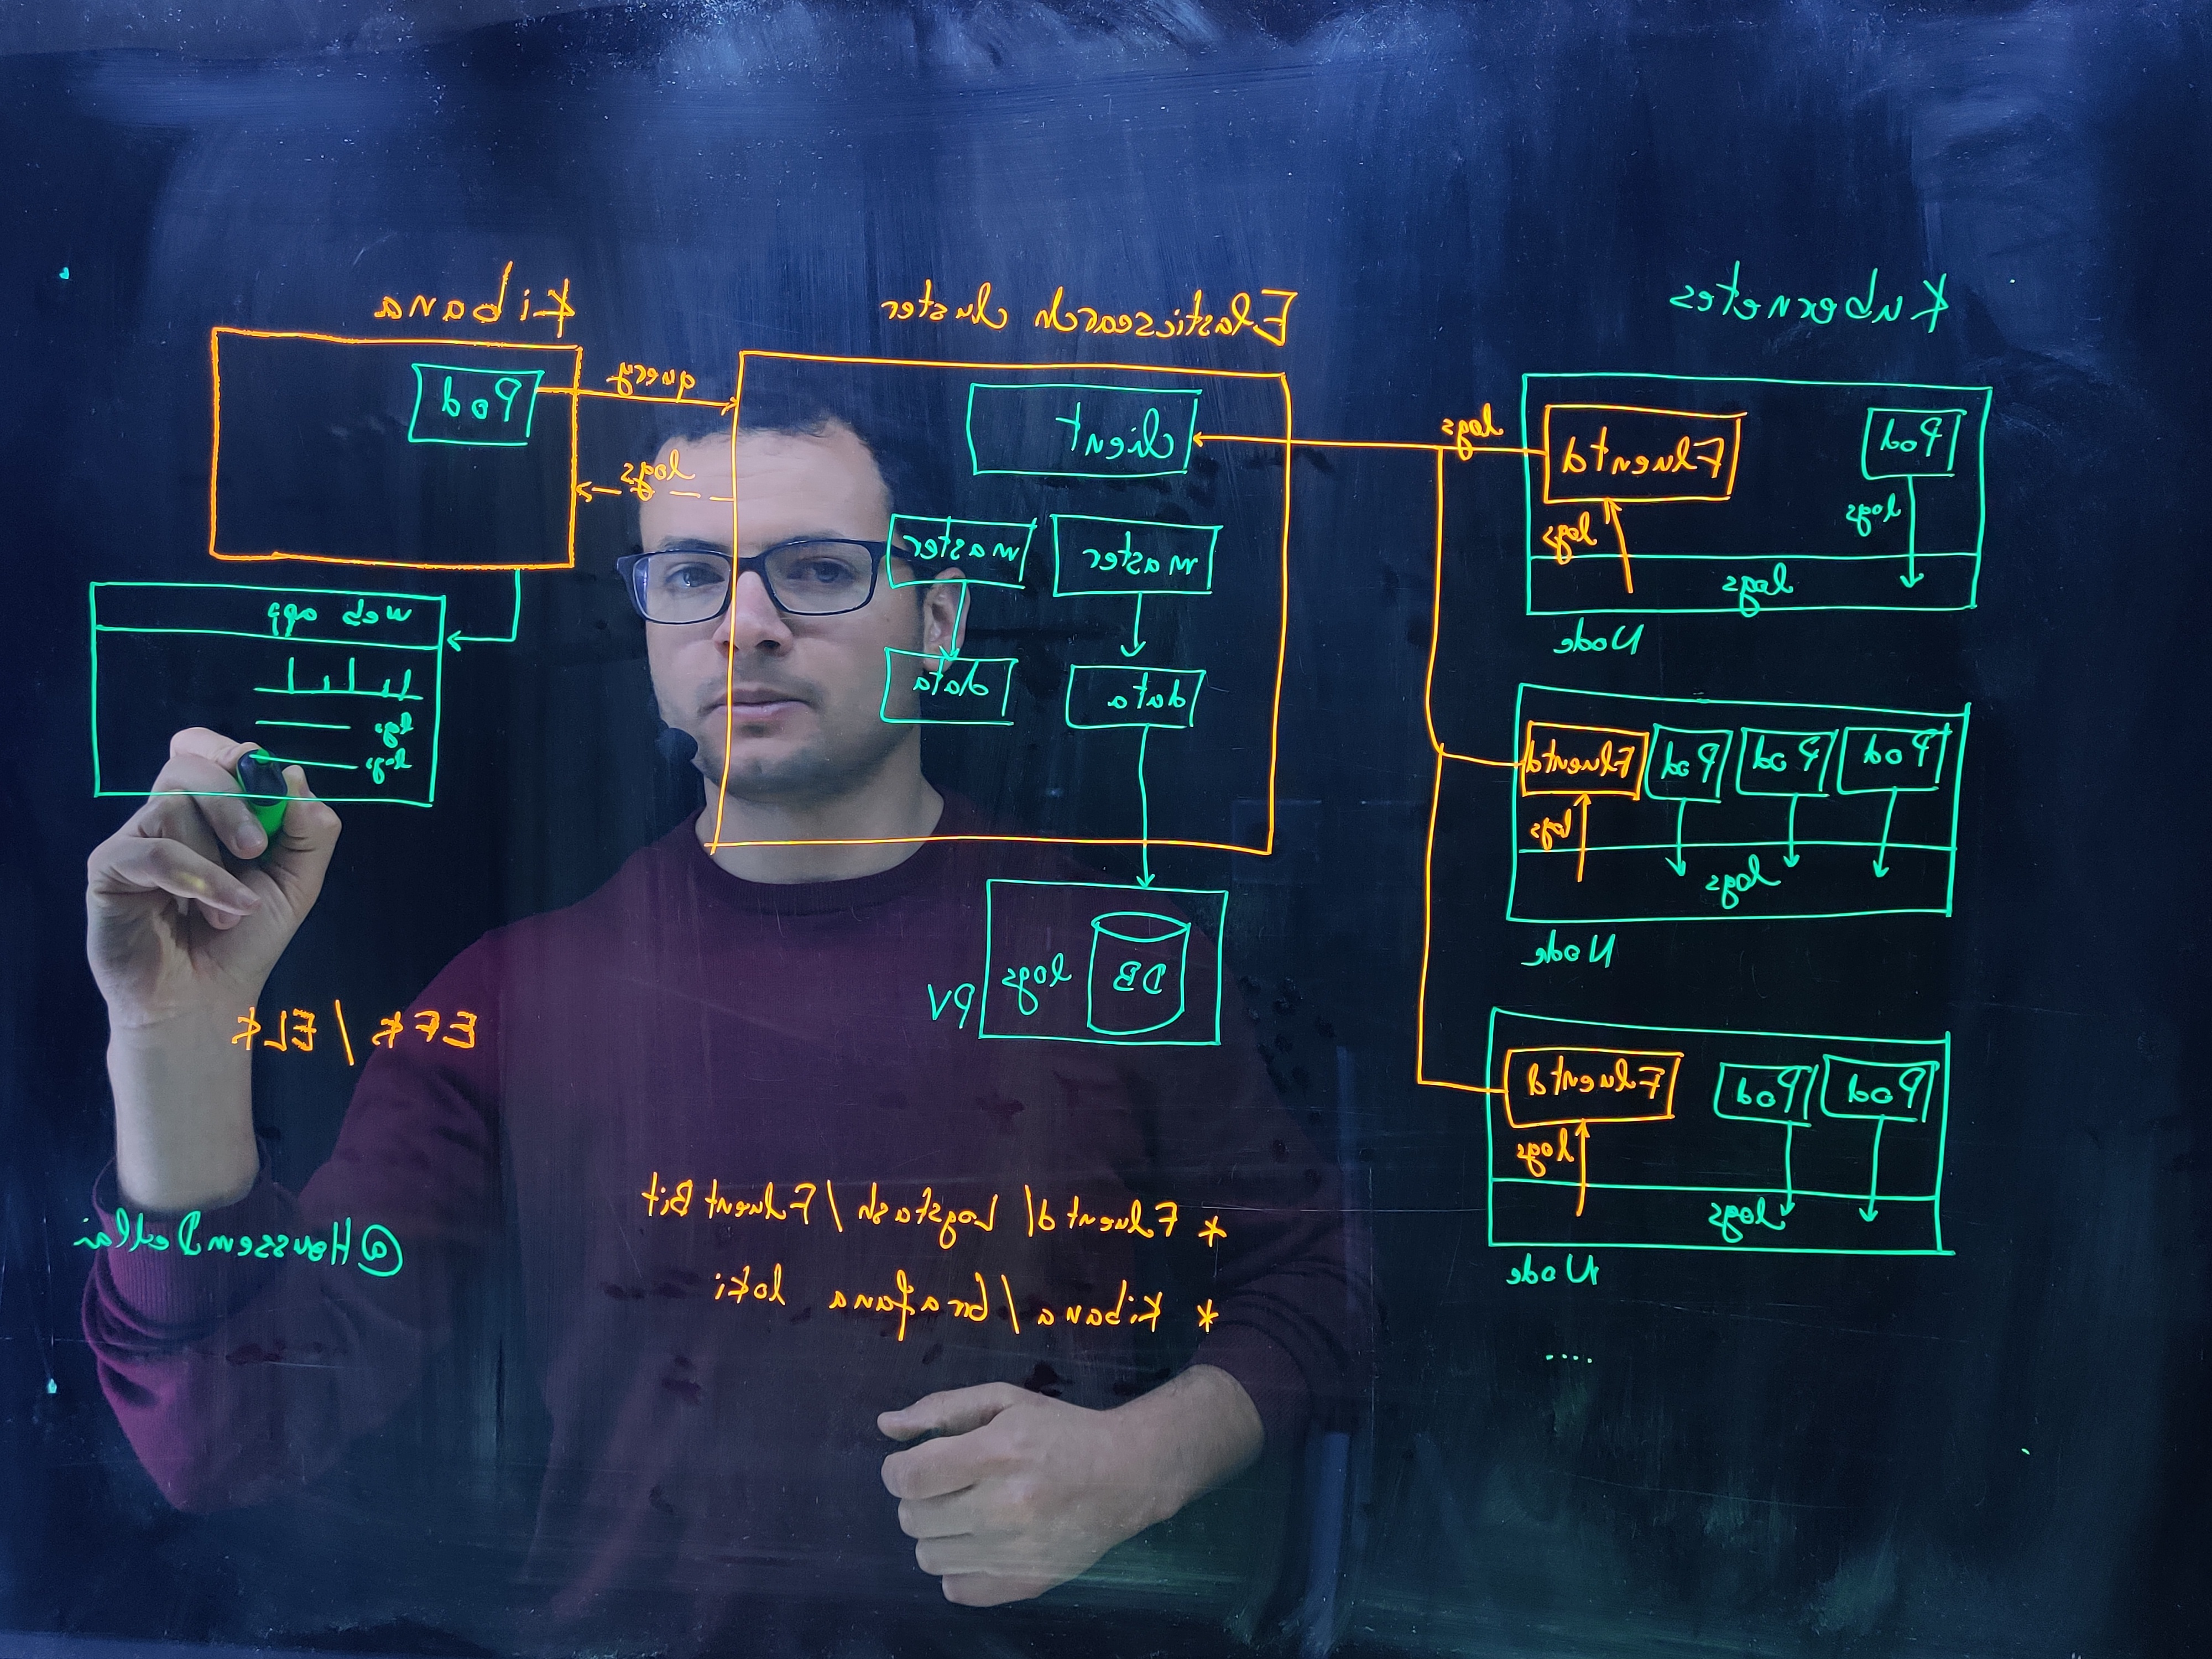 Kubernetes
Pod
Fluentd
logs
logs
logs
Node
Pod
Pod
Pod
Fluentd
logs
logs
Node
Pod
Pod
Fluentd
logs
logs
Node
....
logs
Elasticsearch cluster
client
master
master
data
data
DB
logs
PV
query
logs
Kibana
Pod
web app
logs
logs
EFK / ELK
* Fluentd / Logstash / Fluent Bit
* Kibana / Grafana loki
@HoussemDellai